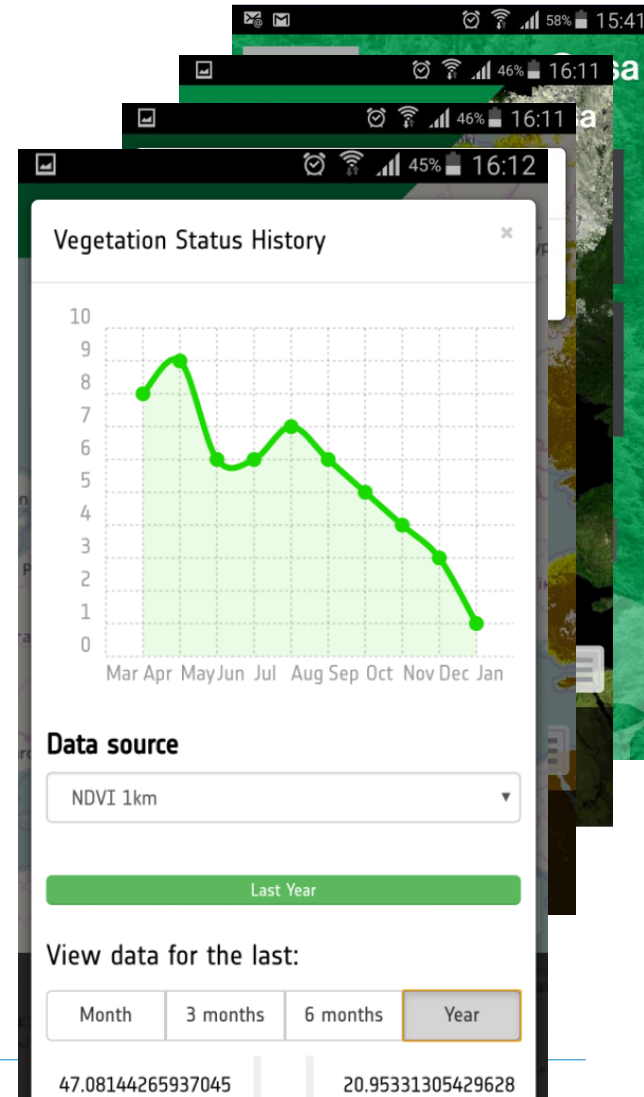 58% 15:41
46% 16:11
46% 16:11
45% 16:12
sa
Vegetation Status History ×
10
9
8
7
6
5
4
3
2
1
0
Mar Apr May Jun Jul Aug Sep Oct Nov Dec Jan
Data source
NDVI 1km
Last Year
View data for the last:
Month 3 months 6 months Year
47.08144265937045 20.95331305429628